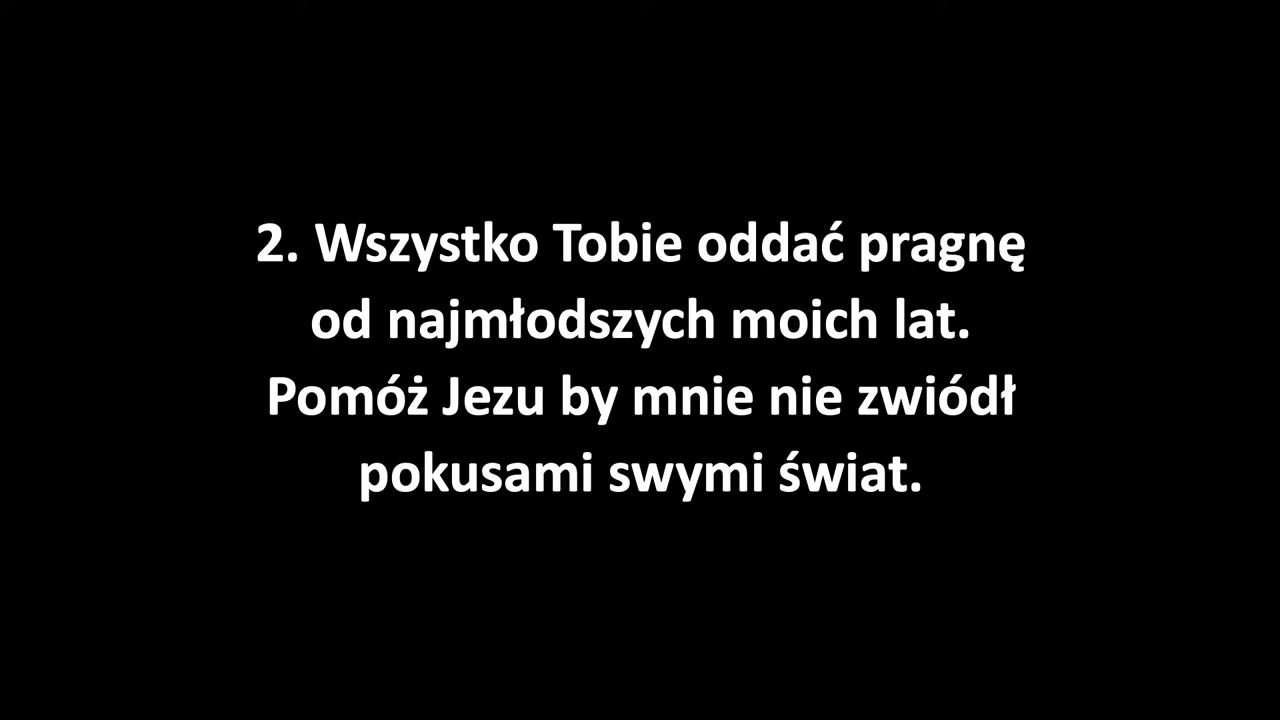 2. Wszystko Tobie oddać pragnę
od najmłodszych moich lat.
Pomóż Jezu by mnie nie zwiódł
pokusami swymi świat.